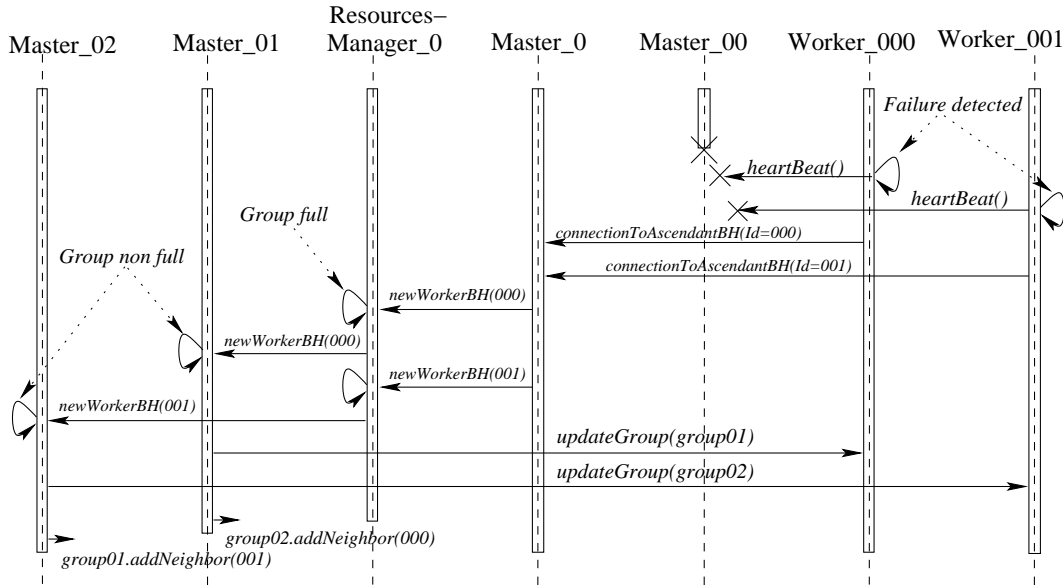 Resources–
Master_02 Master_01 Manager_0 Master_0 Master_00 Worker_000 Worker_001
Failure detected
heartBeat()
heartBeat()
Group full
connectionToAscendantBH(Id=000)
Group non full
connectionToAscendantBH(Id=001)
newWorkerBH(000)
newWorkerBH(000)
newWorkerBH(001)
newWorkerBH(001)
updateGroup(group01)
updateGroup(group02)
group02.addNeighbor(000)
group01.addNeighbor(001)